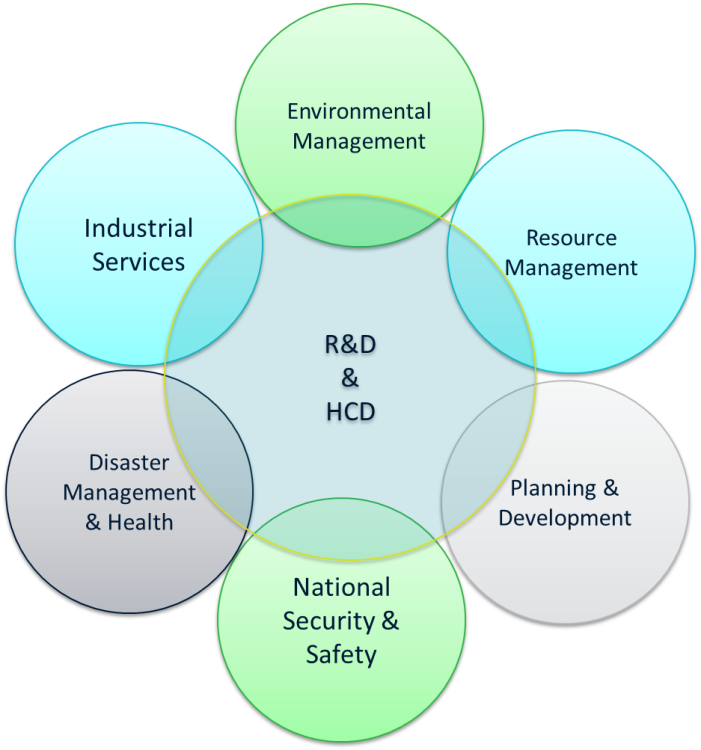 Environmental
Management
Industrial
Services
Resource
Management
R&D
&
HCD
Disaster
Management
& Health
Planning &
Development
National
Security &
Safety